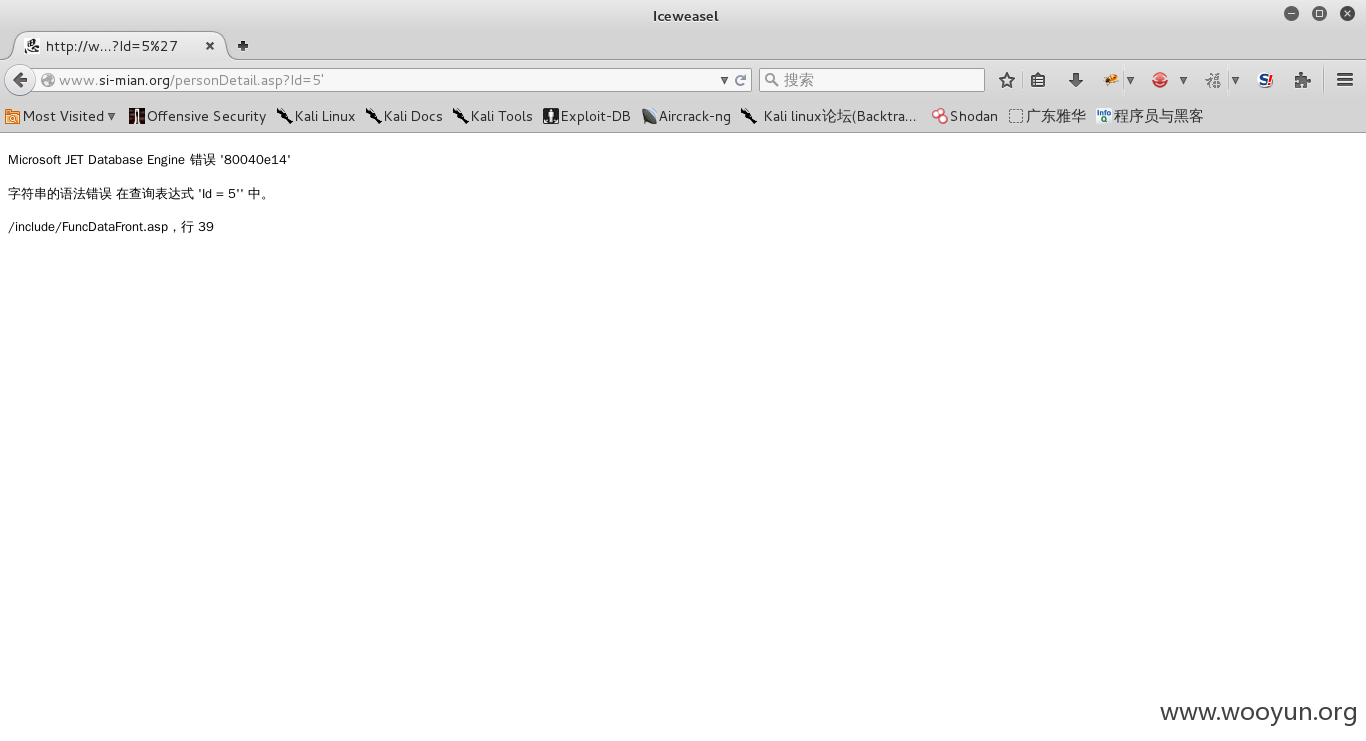 Iceweasel
http://w...?Id=5%27
www.si-mian.org/personDetail.asp?Id=5'
搜索
Most Visited
Offensive Security
Kali Linux
Kali Docs
Kali Tools
Exploit-DB
Aircrack-ng
Kali linux论坛(Backtra...
Shodan
广东雅华
程序员与黑客
Microsoft JET Database Engine 错误 '80040e14'
字符串的语法错误 在查询表达式 'Id = 5'' 中。
/include/FuncDataFront.asp，行 39
www.wooyun.org